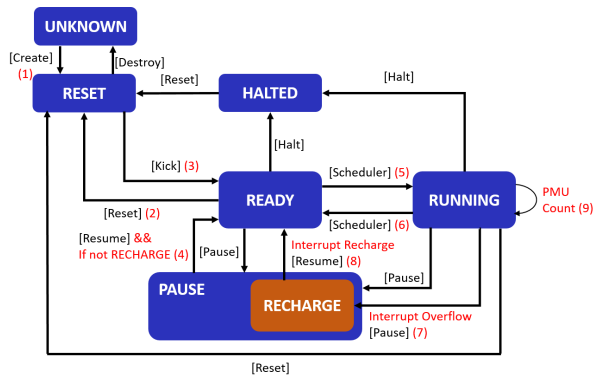 UNKNOWN
[Create]
(1)
[Destroy]
RESET
[Reset]
HALTED
[Halt]
[Halt]
[Kick] (3)
READY
[Scheduler] (5)
RUNNING
PMU
Count (9)
[Reset] (2)
[Scheduler] (6)
[Resume] &&
If not RECHARGE (4)
[Pause]
Interrupt Recharge
[Resume] (8)
[Pause]
PAUSE
RECHARGE
Interrupt Overflow
[Pause] (7)
[Reset]